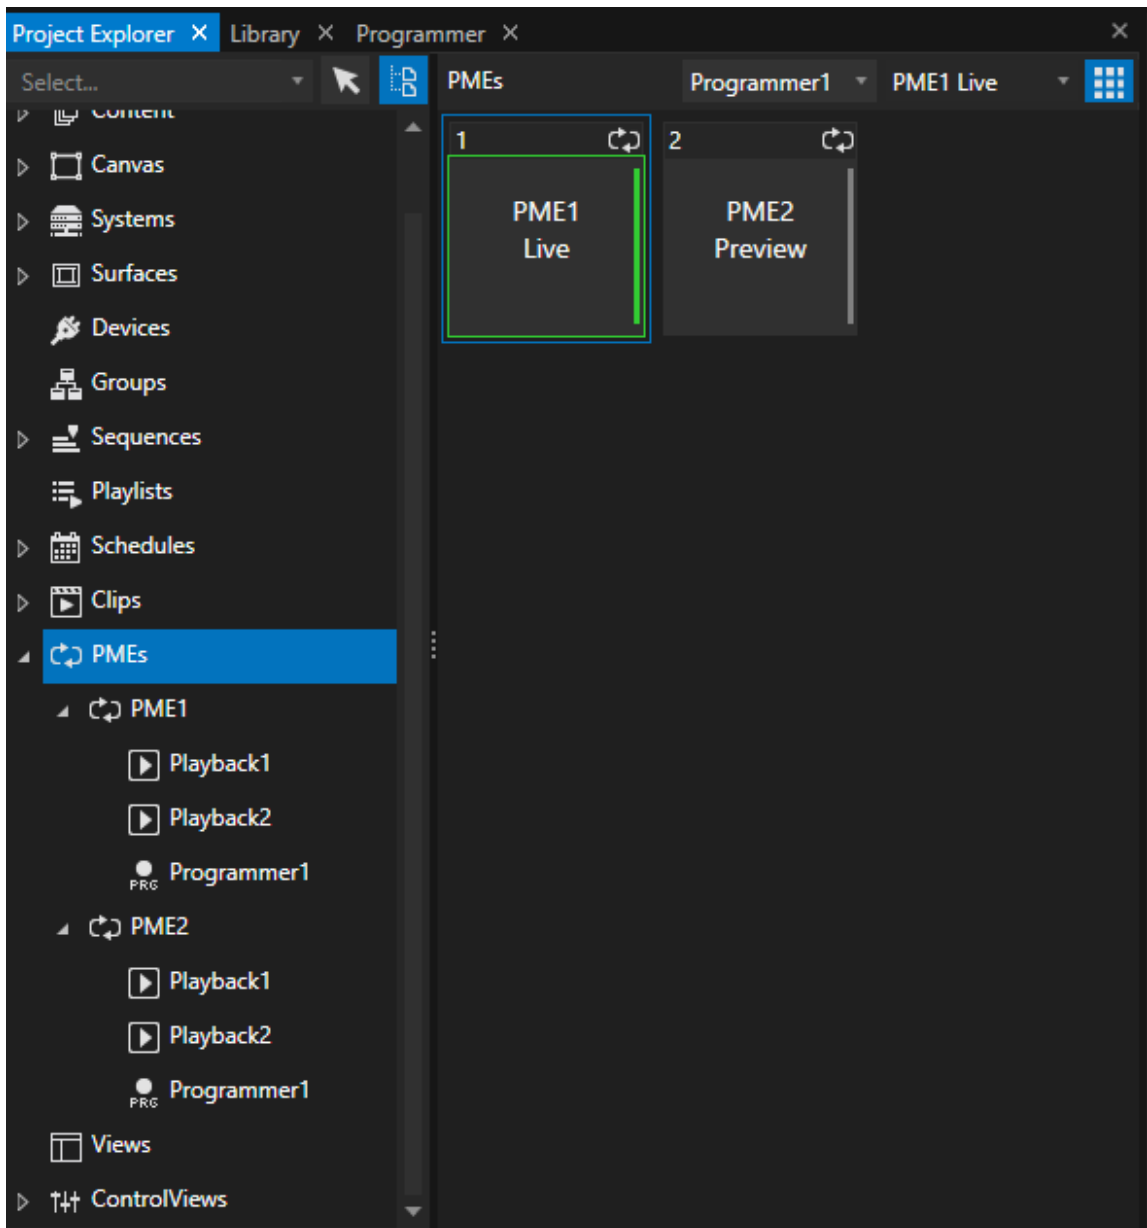 Project Explorer
Library
Programmer
Select...
PMEs
Programmer1
PME1 Live
Content
Canvas
Systems
Surfaces
Devices
Groups
Sequences
Playlists
Schedules
Clips
PMEs
PME1
Playback1
Playback2
PRG Programmer1
PME2
Playback1
Playback2
PRG Programmer1
Views
ControlViews
1
PME1
Live
2
PME2
Preview